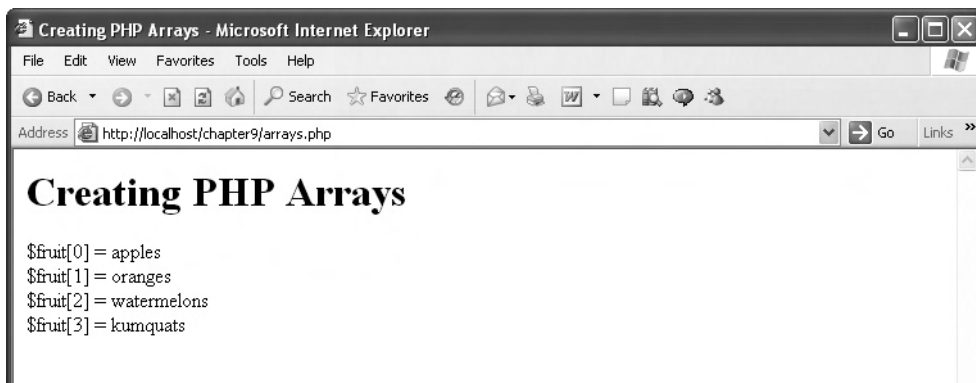 Creating PHP Arrays - Microsoft Internet Explorer
File Edit View Favorites Tools Help
Back Search Favorites
Address http://localhost/chapter9/arrays.php Go Links »
Creating PHP Arrays
$fruit[0] = apples
$fruit[1] = oranges
$fruit[2] = watermelons
$fruit[3] = kumquats